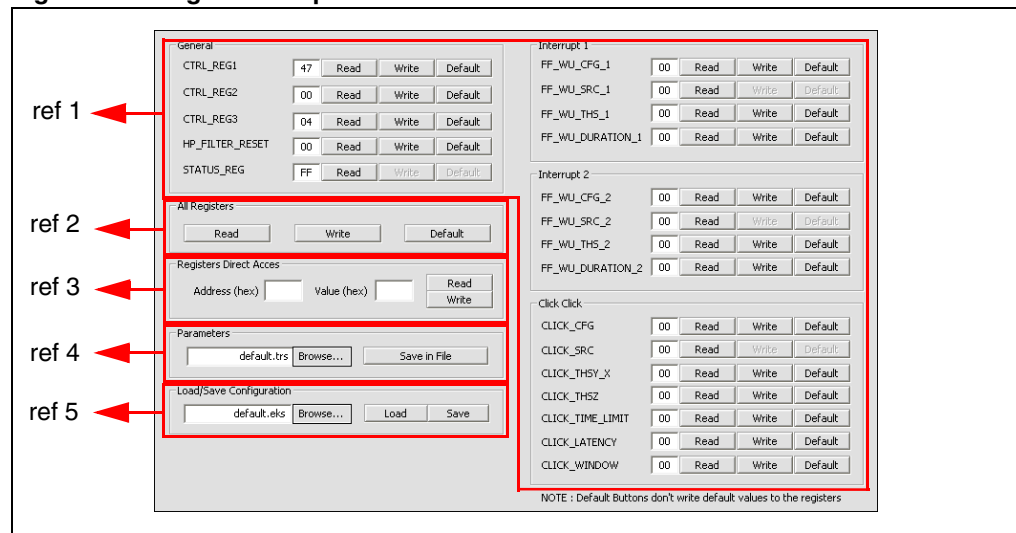 ref 1
General
CTRL_REG1 47 Read Write Default
CTRL_REG2 00 Read Write Default
CTRL_REG3 04 Read Write Default
HP_FILTER_RESET 00 Read Write Default
STATUS_REG FF Read Write Default
ref 2
All Registers
Read Write Default
ref 3
Registers Direct Acces
Address (hex) Value (hex) Read
Write
ref 4
Parameters
default.trs Browse... Save in File
ref 5
Load/Save Configuration
default.eks Browse... Load Save
Interrupt 1
FF_WU_CFG_1 00 Read Write Default
FF_WU_SRC_1 00 Read Write Default
FF_WU_THS_1 00 Read Write Default
FF_WU_DURATION_1 00 Read Write Default
Interrupt 2
FF_WU_CFG_2 00 Read Write Default
FF_WU_SRC_2 00 Read Write Default
FF_WU_THS_2 00 Read Write Default
FF_WU_DURATION_2 00 Read Write Default
Click Click
CLICK_CFG 00 Read Write Default
CLICK_SRC 00 Read Write Default
CLICK_THSY_X 00 Read Write Default
CLICK_THSZ 00 Read Write Default
CLICK_TIME_LIMIT 00 Read Write Default
CLICK_LATENCY 00 Read Write Default
CLICK_WINDOW 00 Read Write Default
NOTE : Default Buttons don't write default values to the registers